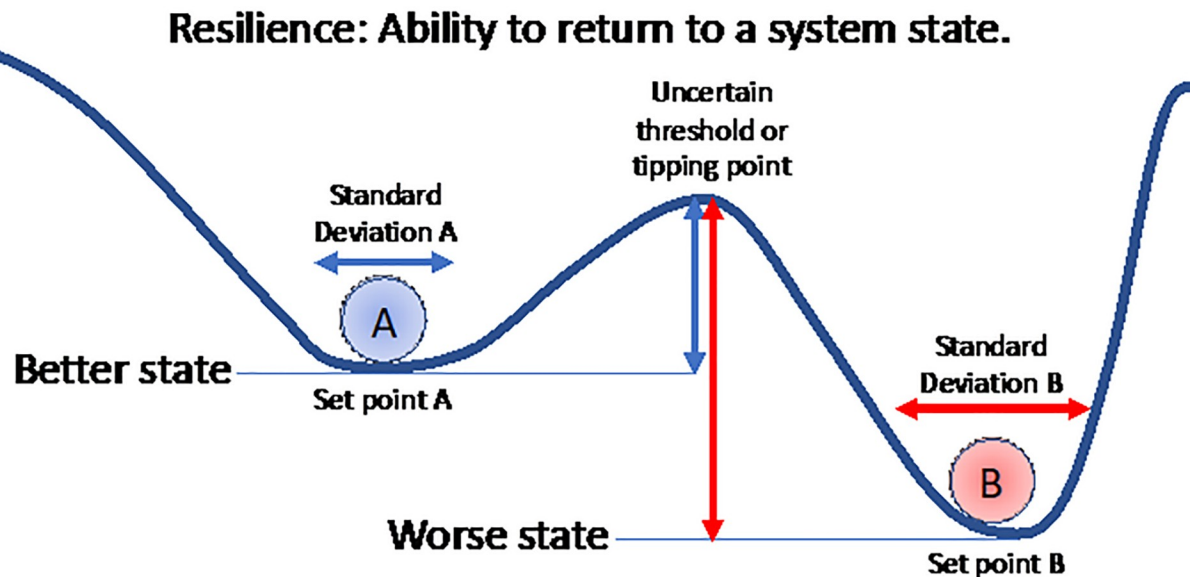 Resilience: Ability to return to a system state.
Uncertain
threshold or
tipping point
Standard
Deviation A
A
Better state
Set point A
Standard
Deviation B
B
Worse state
Set point B